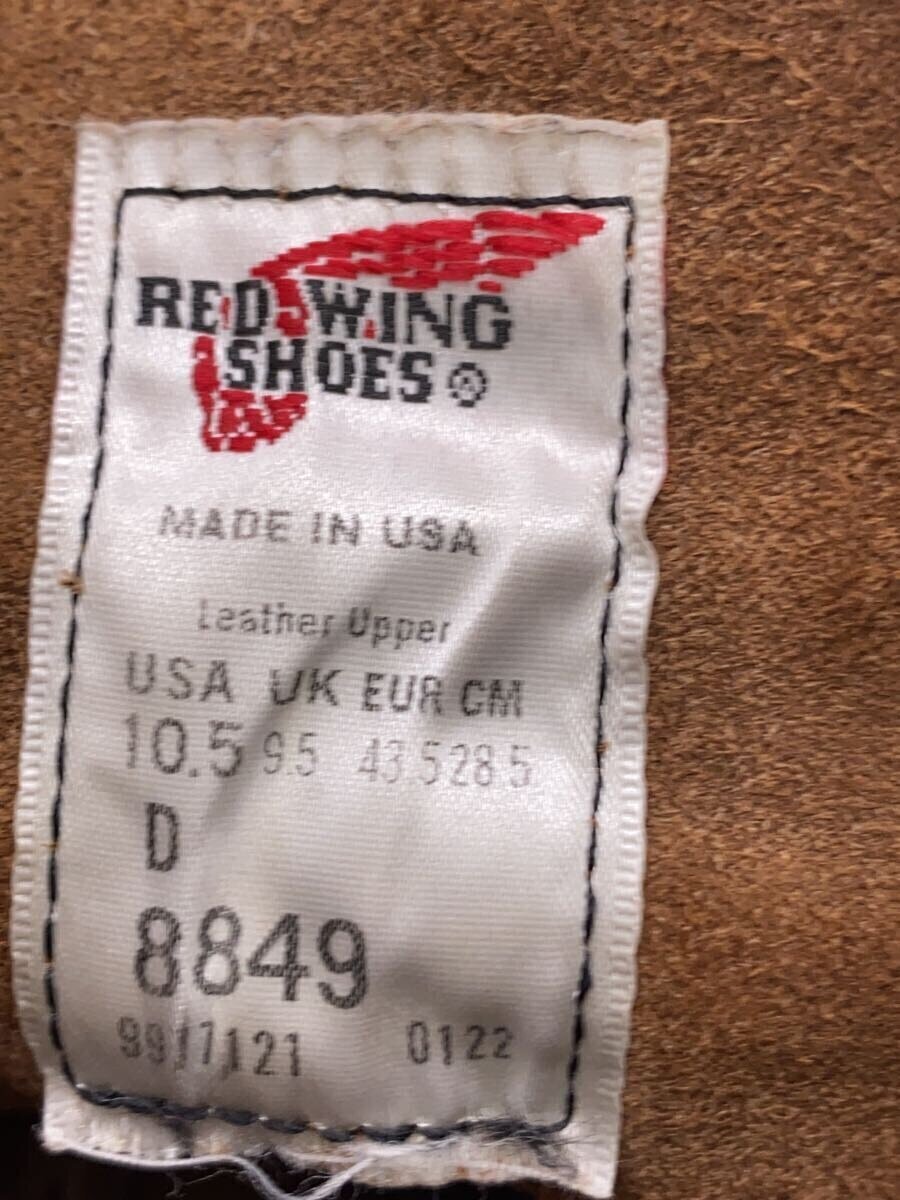 RED WING
SHOES ®
MADE IN USA
Leather Upper
USA UK EUR CM
10.5 9.5 43.5 28.5
D
8849
0122